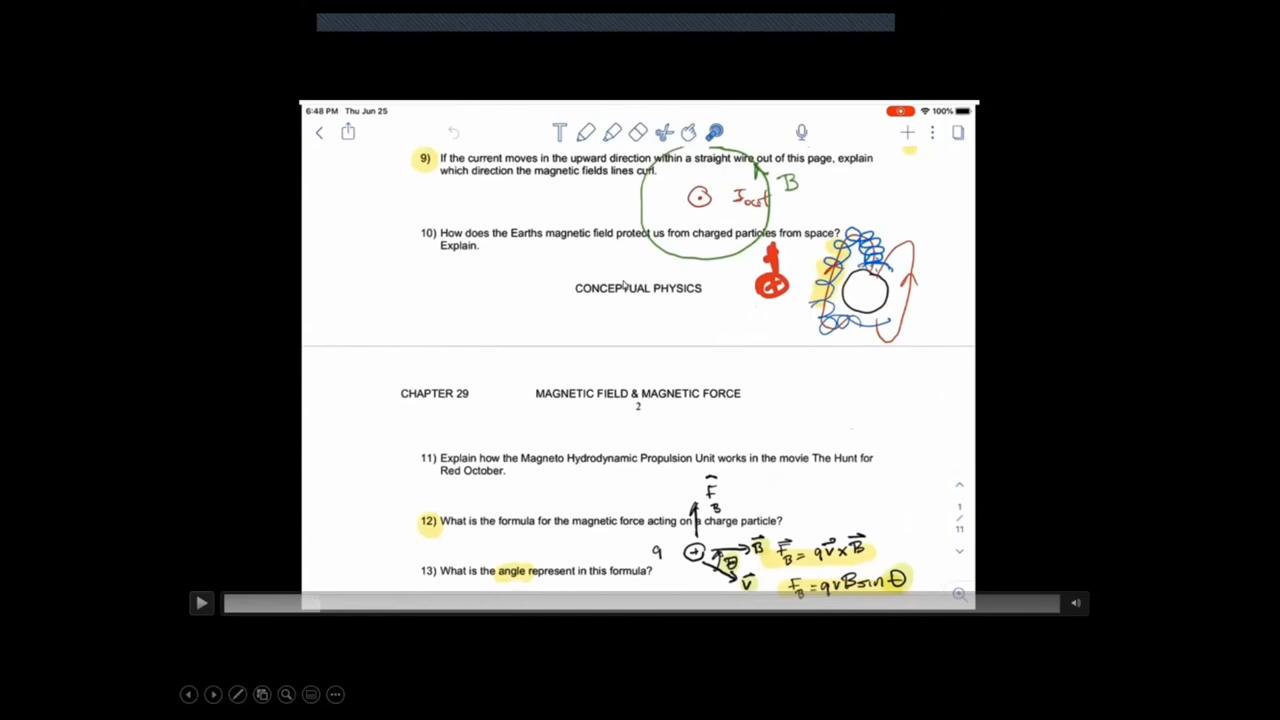 6:48 PM Thu Jun 25
100%
9) If the current moves in the upward direction within a straight wire out of this page, explain
which direction the magnetic fields lines curl.
I out
B
10) How does the Earths magnetic field protect us from charged particles from space?
Explain.
+
CONCEPTUAL PHYSICS
CHAPTER 29 MAGNETIC FIELD & MAGNETIC FORCE
2
11) Explain how the Magneto Hydrodynamic Propulsion Unit works in the movie The Hunt for
Red October.
1
/
11
F⃗
B
12) What is the formula for the magnetic force acting on a charge particle?
q + B⃗ F⃗B = qv⃗ x B⃗
θ
13) What is the angle represent in this formula?
v⃗ FB = qvBsin θ